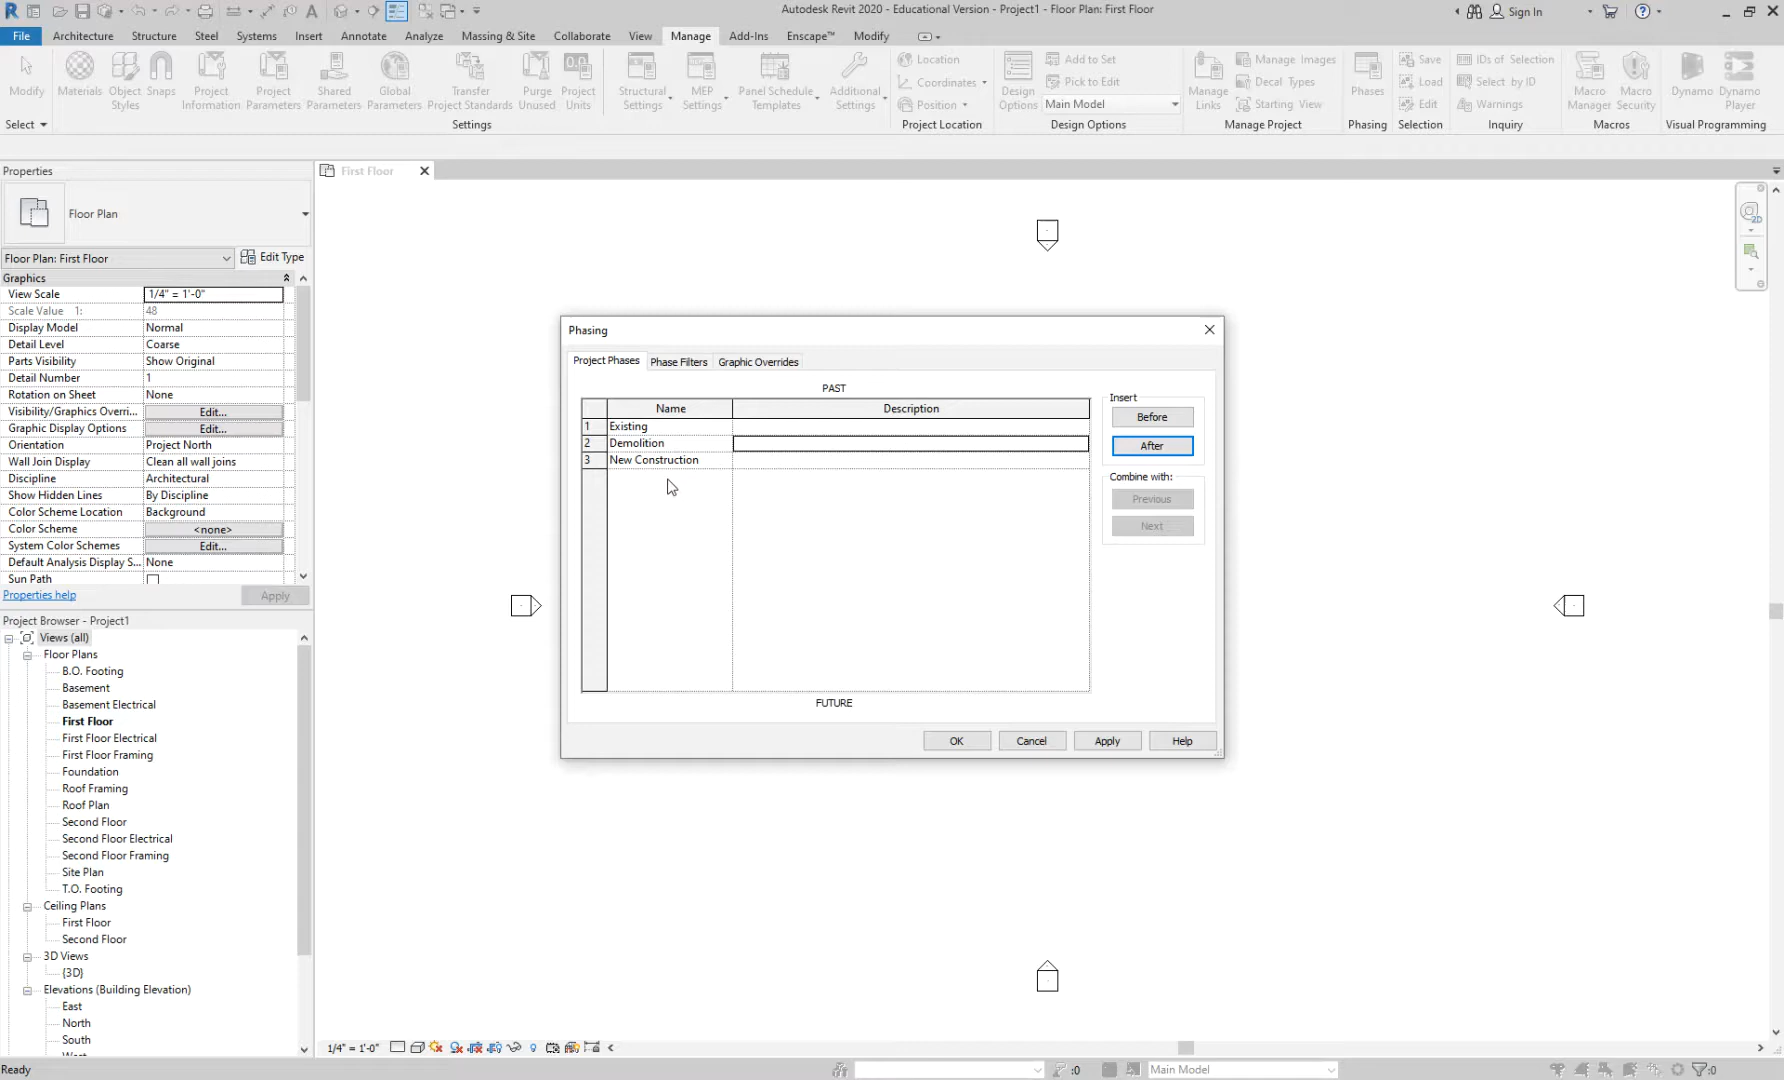 Autodesk Revit 2020 - Educational Version - Project1 - Floor Plan: First Floor
Sign In
File Architecture Structure Steel Systems Insert Annotate Analyze Massing & Site Collaborate View Manage Add-Ins Enscape™ Modify
Modify
Materials
Object Styles
Snaps
Project Information
Project Parameters
Shared Parameters
Global Parameters
Transfer Project Standards
Purge Unused
Project Units
Structural Settings
MEP Settings
Panel Schedule Templates
Additional Settings
Location
Coordinates
Position
Design Options
Add to Set
Pick to Edit
Main Model
Manage Links
Manage Images
Decal Types
Starting View
Phases
Save
Load
Edit
IDs of Selection
Select by ID
Warnings
Macro Manager
Macro Security
Dynamo
Dynamo Player
Select
Settings
Project Location
Design Options
Manage Project
Phasing
Selection
Inquiry
Macros
Visual Programming
Properties
First Floor
Floor Plan
Floor Plan: First Floor
Edit Type
Graphics
View Scale 1/4" = 1'-0"
Scale Value 1: 48
Display Model Normal
Detail Level Coarse
Parts Visibility Show Original
Detail Number 1
Rotation on Sheet None
Visibility/Graphics Overri... Edit...
Graphic Display Options Edit...
Orientation Project North
Wall Join Display Clean all wall joins
Discipline Architectural
Show Hidden Lines By Discipline
Color Scheme Location Background
Color Scheme <none>
System Color Schemes Edit...
Default Analysis Display S... None
Sun Path
Properties help
Apply
Project Browser - Project1
Views (all)
Floor Plans
B.O. Footing
Basement
Basement Electrical
First Floor
First Floor Electrical
First Floor Framing
Foundation
Roof Framing
Roof Plan
Second Floor
Second Floor Electrical
Second Floor Framing
Site Plan
T.O. Footing
Ceiling Plans
First Floor
Second Floor
3D Views
{3D}
Elevations (Building Elevation)
East
North
South
Phasing
Project Phases
Phase Filters
Graphic Overrides
PAST
Name Description
1 Existing
2 Demolition
3 New Construction
FUTURE
Insert
Before
After
Combine with:
Previous
Next
OK
Cancel
Apply
Help
2D
1/4" = 1'-0"
Ready
:0
Main Model
:0